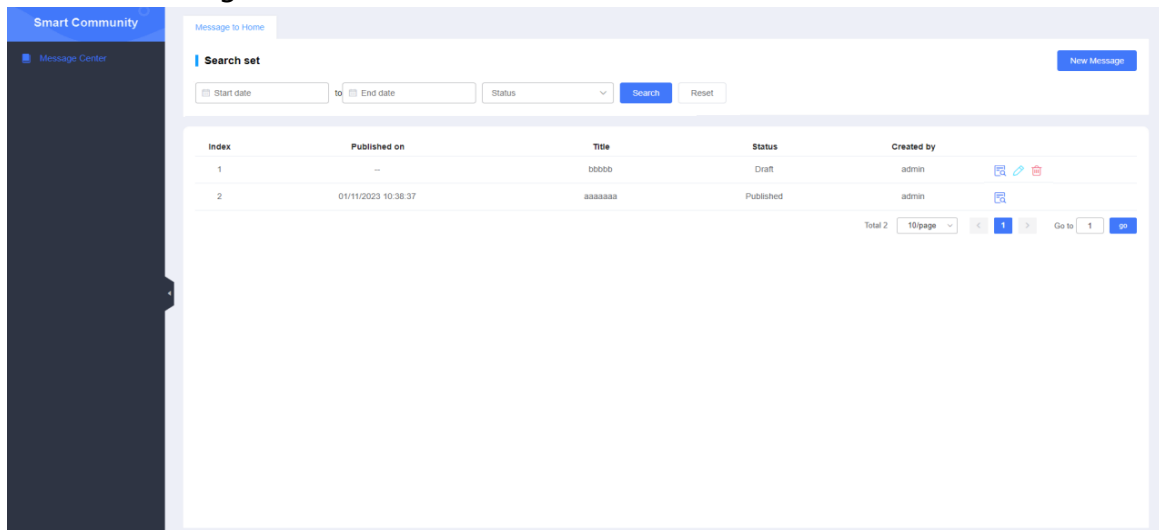 Smart Community
Message to Home
Message Center
Search set
New Message
Start date to End date Status Search Reset
Index Published on Title Status Created by
1 -- bbbbb Draft admin
2 01/11/2023 10:38:37 aaaaaaa Published admin
Total 2 10/page < 1 > Go to 1 go